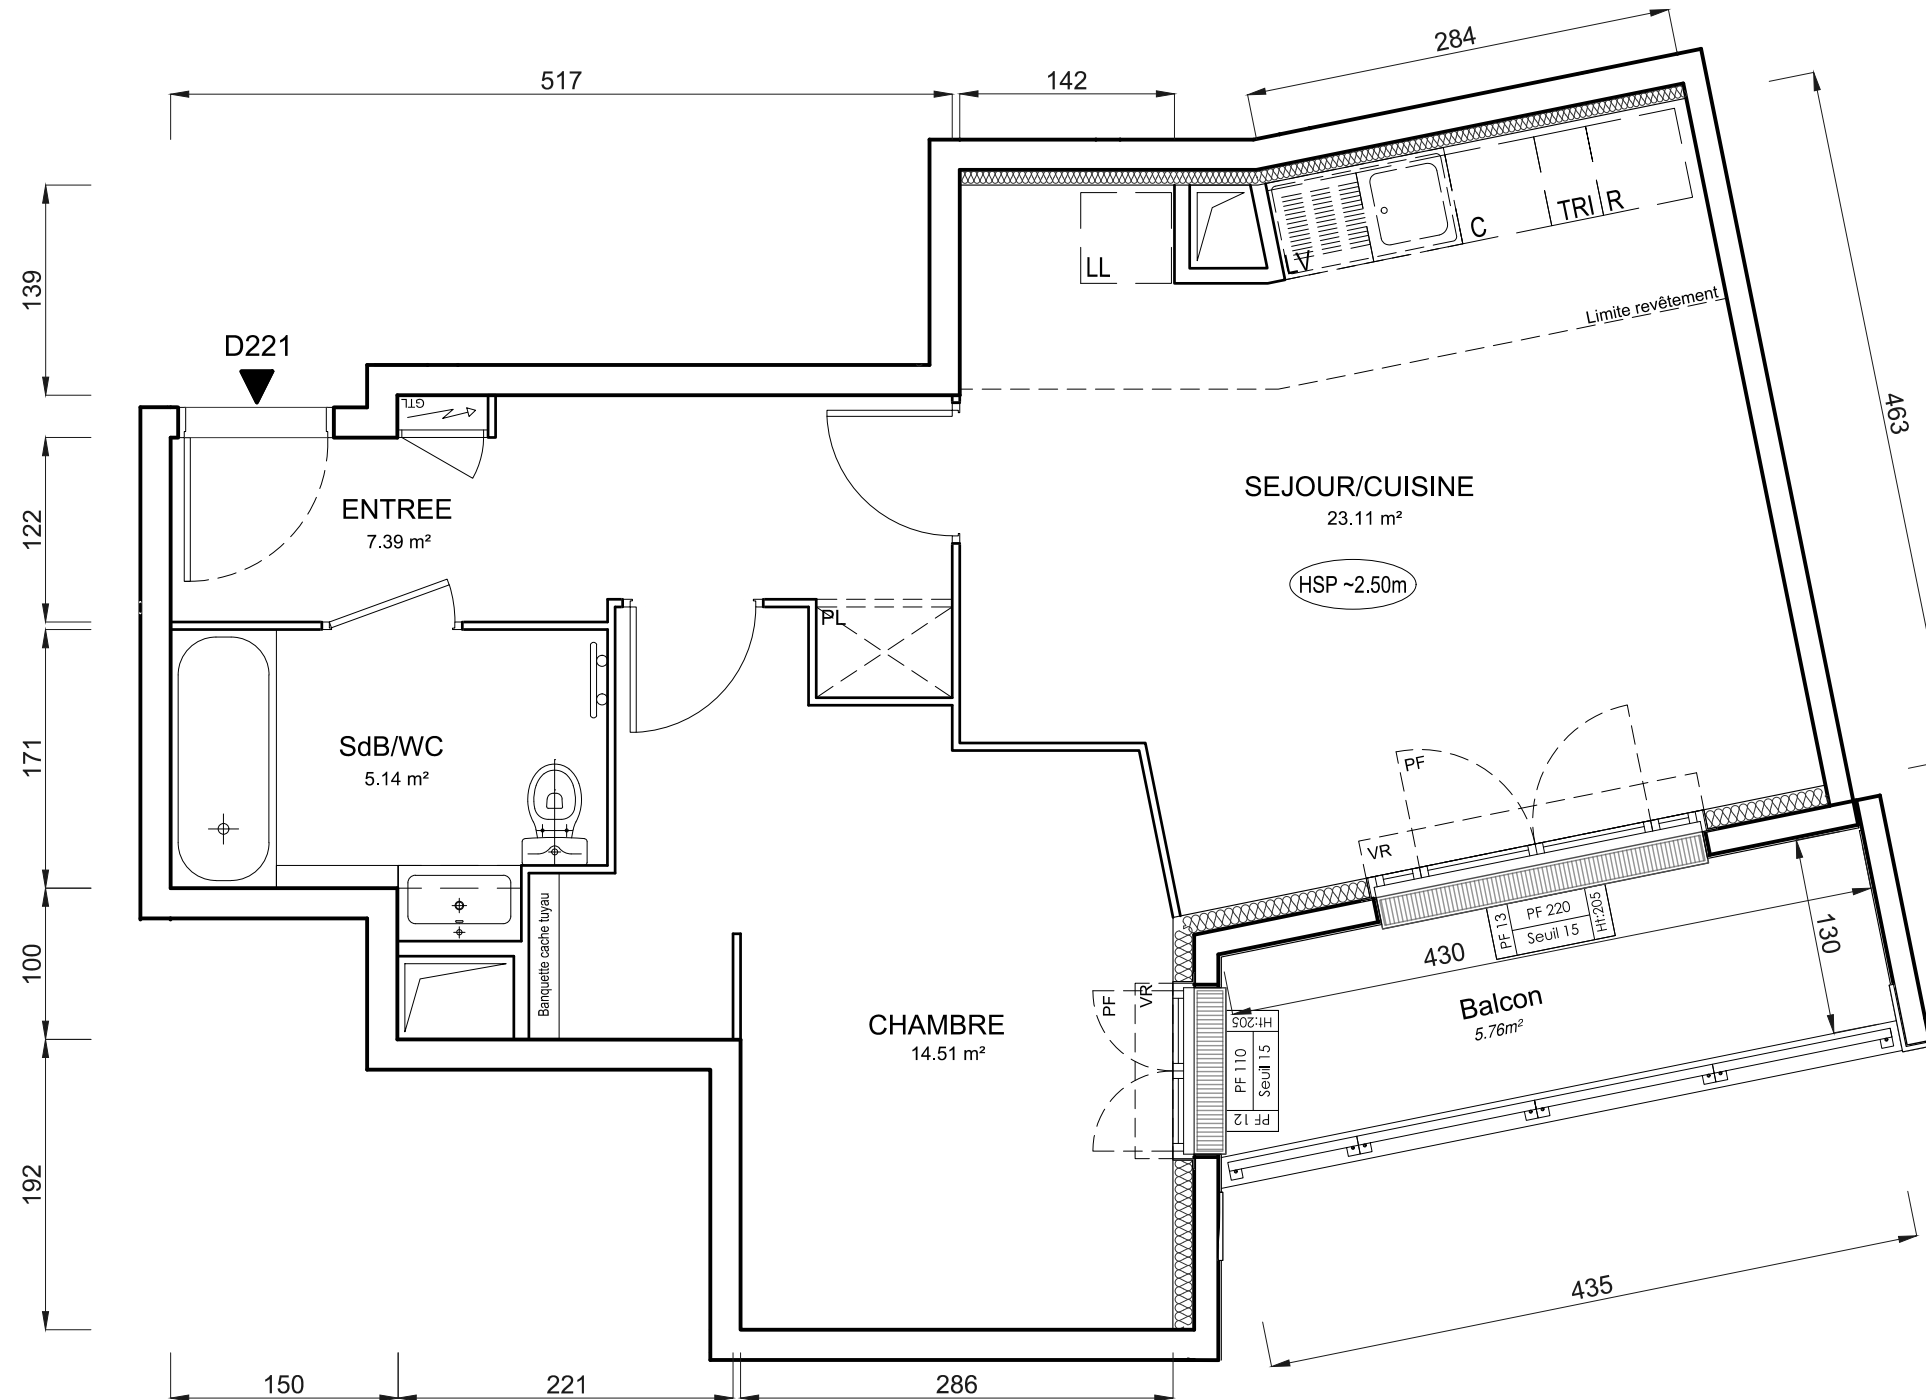 284
517
142
C
TRI
R
LV
LL
139
Limite revêtement
D221
GTL
463
SEJOUR/CUISINE
23.11 m²
ENTREE
7.39 m²
122
HSP ~2.50m
PL
SdB/WC
5.14 m²
171
PF
VR
PF 13
PF 220
Seuil 15
Ht:205
130
430
Banquette cache tuyau
100
PF
VR
Balcon
5.76m²
CHAMBRE
14.51 m²
Ht:205
PF 110
Seuil 15
PF 12
192
435
150
221
286